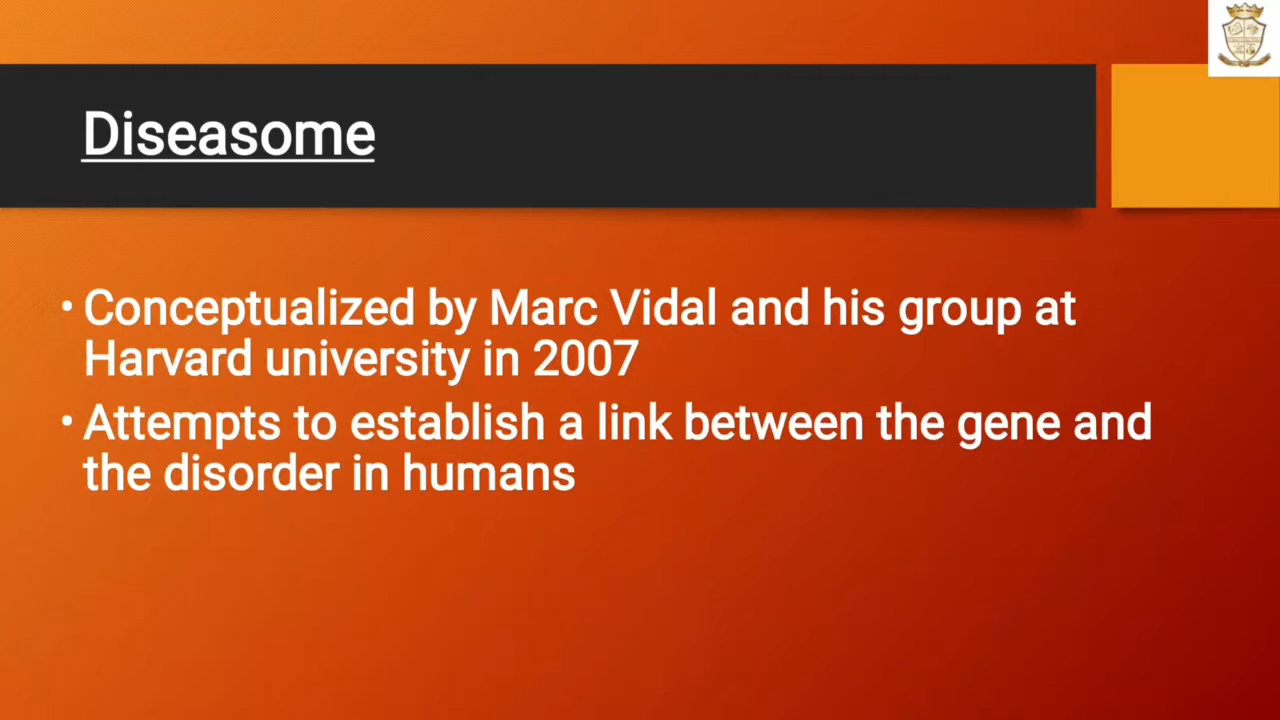 Diseasome
• Conceptualized by Marc Vidal and his group at
Harvard university in 2007
• Attempts to establish a link between the gene and
the disorder in humans